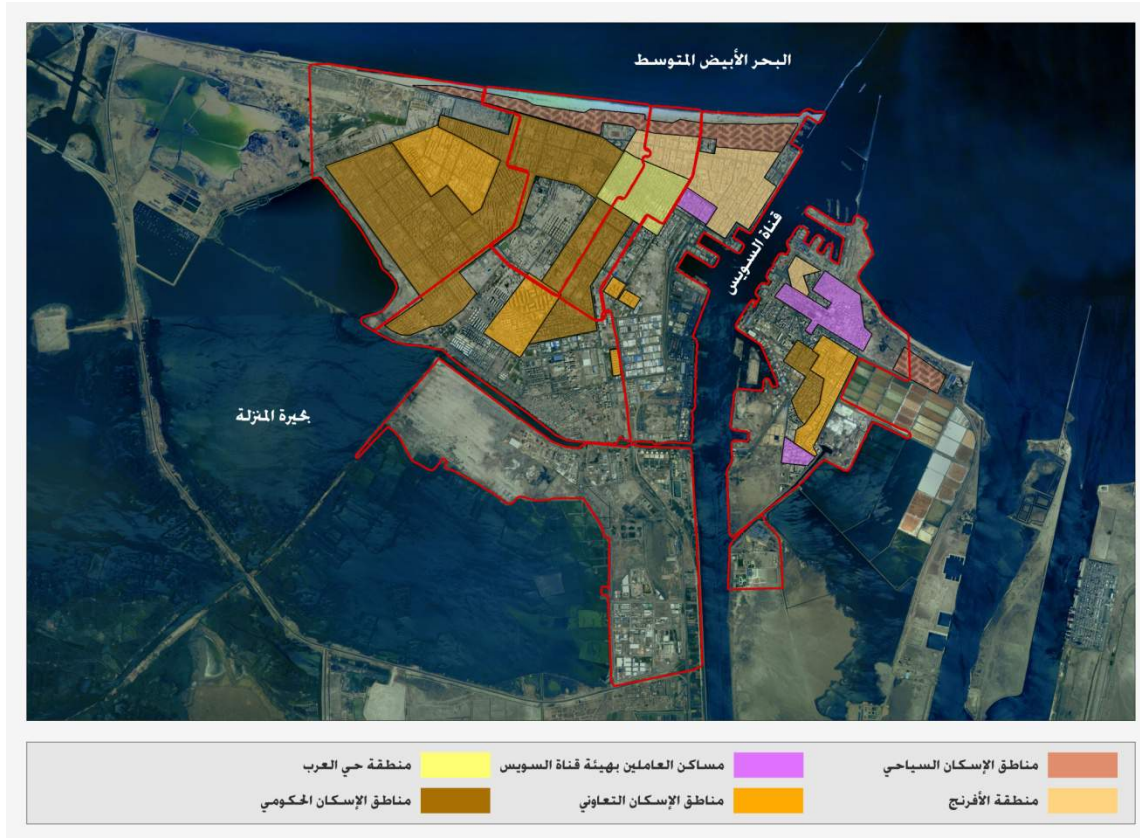 البحر الأبيض المتوسط
قناة السويس
بحيرة المنزلة
مناطق الإسكان السياحي
مساكن العاملين بهيئة قناة السويس
منطقة حي العرب
منطقة الأفرنج
مناطق الإسكان التعاوني
مناطق الإسكان الحكومي